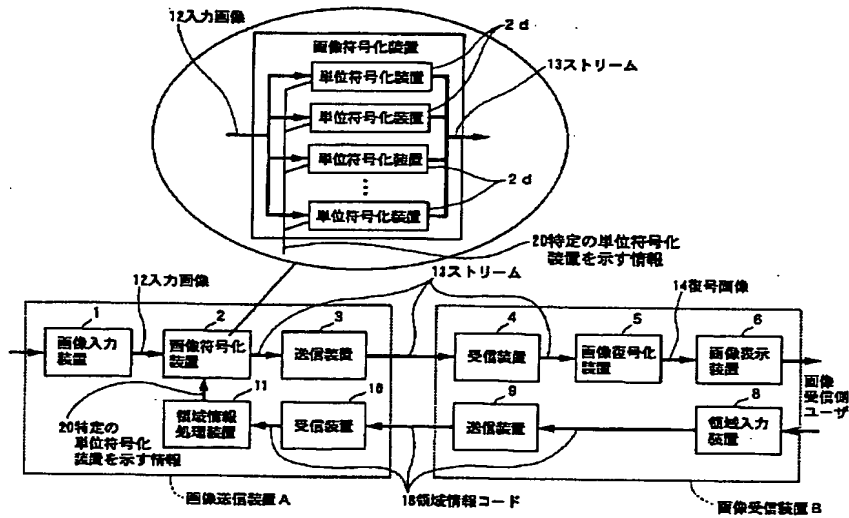 12入力画像
画像符号化装置
2d
単位符号化装置
13ストリーム
単位符号化装置
単位符号化装置
2d
単位符号化装置
20特定の単位符号化
装置を示す情報
12入力画像
13ストリーム
14復号画像
1
画像入力
装置
2
画像符号化
装置
3
送信装置
4
受信装置
5
画像復号化
装置
6
画像表示
装置
画像
受信側
ユーザ
20特定の
単位符号化
装置を示す情報
11
領域情報
処理装置
10
受信装置
9
送信装置
8
領域入力
装置
画像送信装置A
18領域情報コード
画像受信装置B